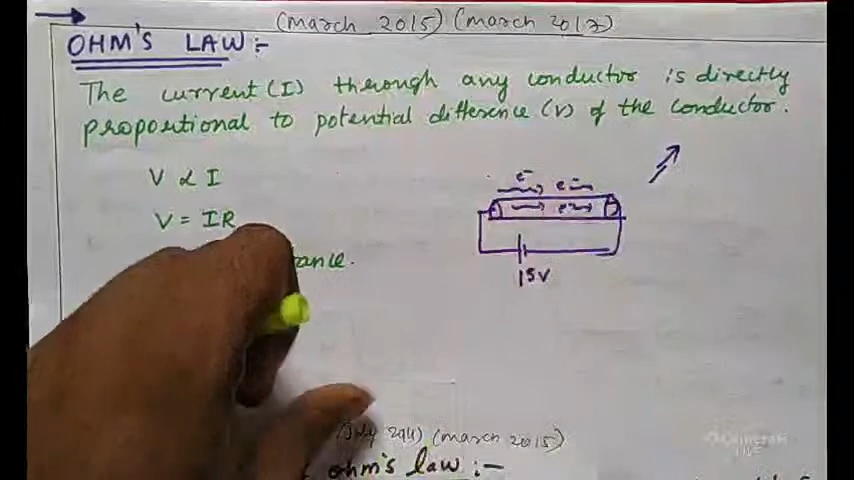 (March 2015) (March 2017)
OHM'S LAW :-
The current (I) through any conductor is directly
proportional to potential difference (V) of the conductor.
V ∝ I
V = IR
e⁻ e⁻
e⁻
15V
(March 2015)
ohm's law :-